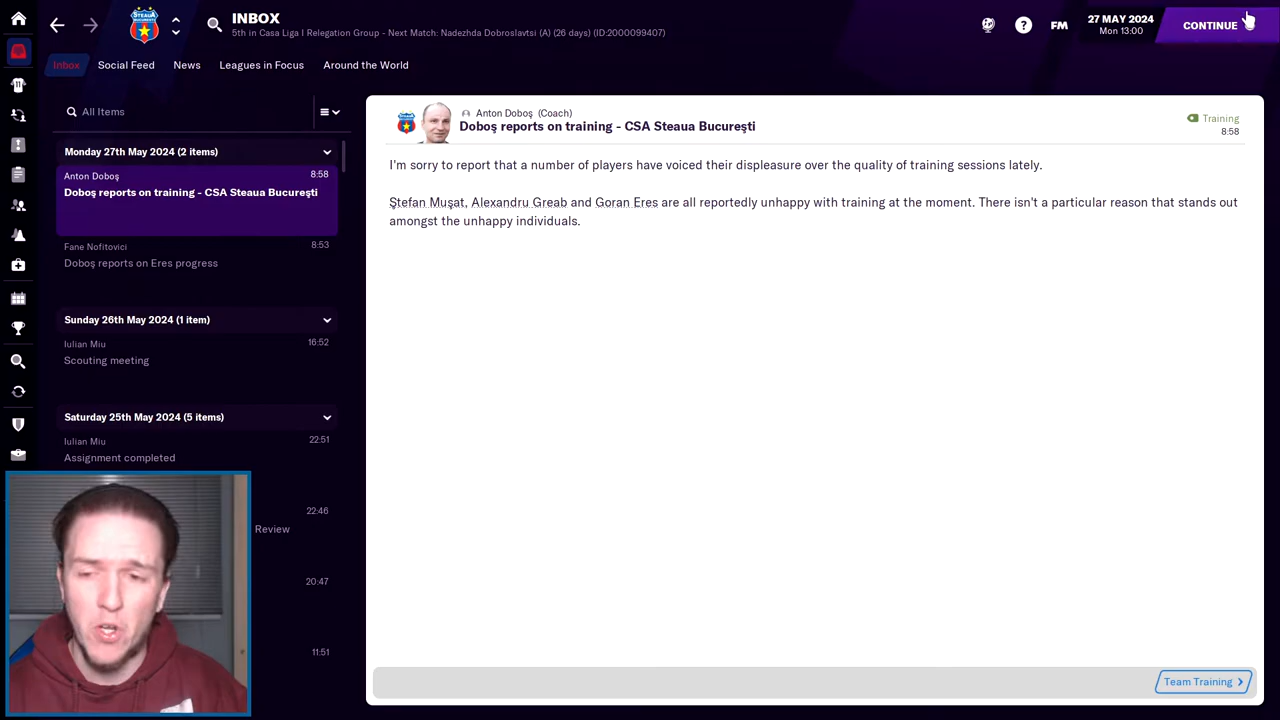 INBOX
5th in Casa Liga I Relegation Group - Next Match: Nadezhda Dobroslavtsi (A) (26 days) (ID:2000099407)
FM
27 MAY 2024
Mon 13:00
CONTINUE
Inbox
Social Feed
News
Leagues in Focus
Around the World
All Items
Monday 27th May 2024 (2 items)
Anton Doboş
8:58
Doboş reports on training - CSA Steaua Bucureşti
Fane Nofitovici
8:53
Doboş reports on Eres progress
Sunday 26th May 2024 (1 item)
Iulian Miu
16:52
Scouting meeting
Saturday 25th May 2024 (5 items)
Iulian Miu
22:51
Assignment completed
22:46
Review
20:47
11:51
Anton Doboş (Coach)
Doboş reports on training - CSA Steaua Bucureşti
Training
8:58
I'm sorry to report that a number of players have voiced their displeasure over the quality of training sessions lately.
Ştefan Muşat, Alexandru Greab and Goran Eres are all reportedly unhappy with training at the moment. There isn't a particular reason that stands out
amongst the unhappy individuals.
Team Training